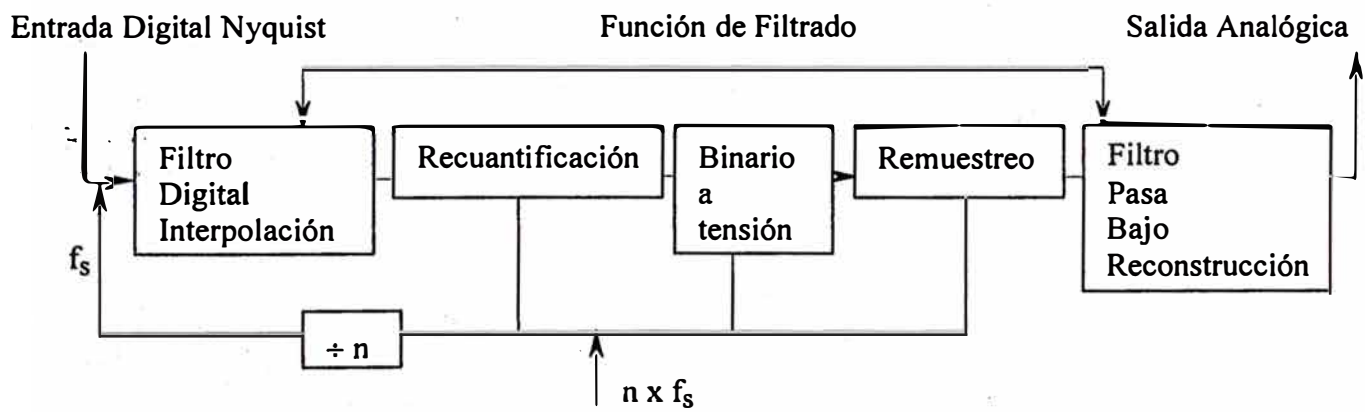 Entrada Digital Nyquist
Función de Filtrado
Salida Analógica
Filtro
Digital
Interpolación
Recuantificación
Binario
a
tensión
Remuestreo
Filtro
Pasa
Bajo
Reconstrucción
fs
÷ n
n x fs